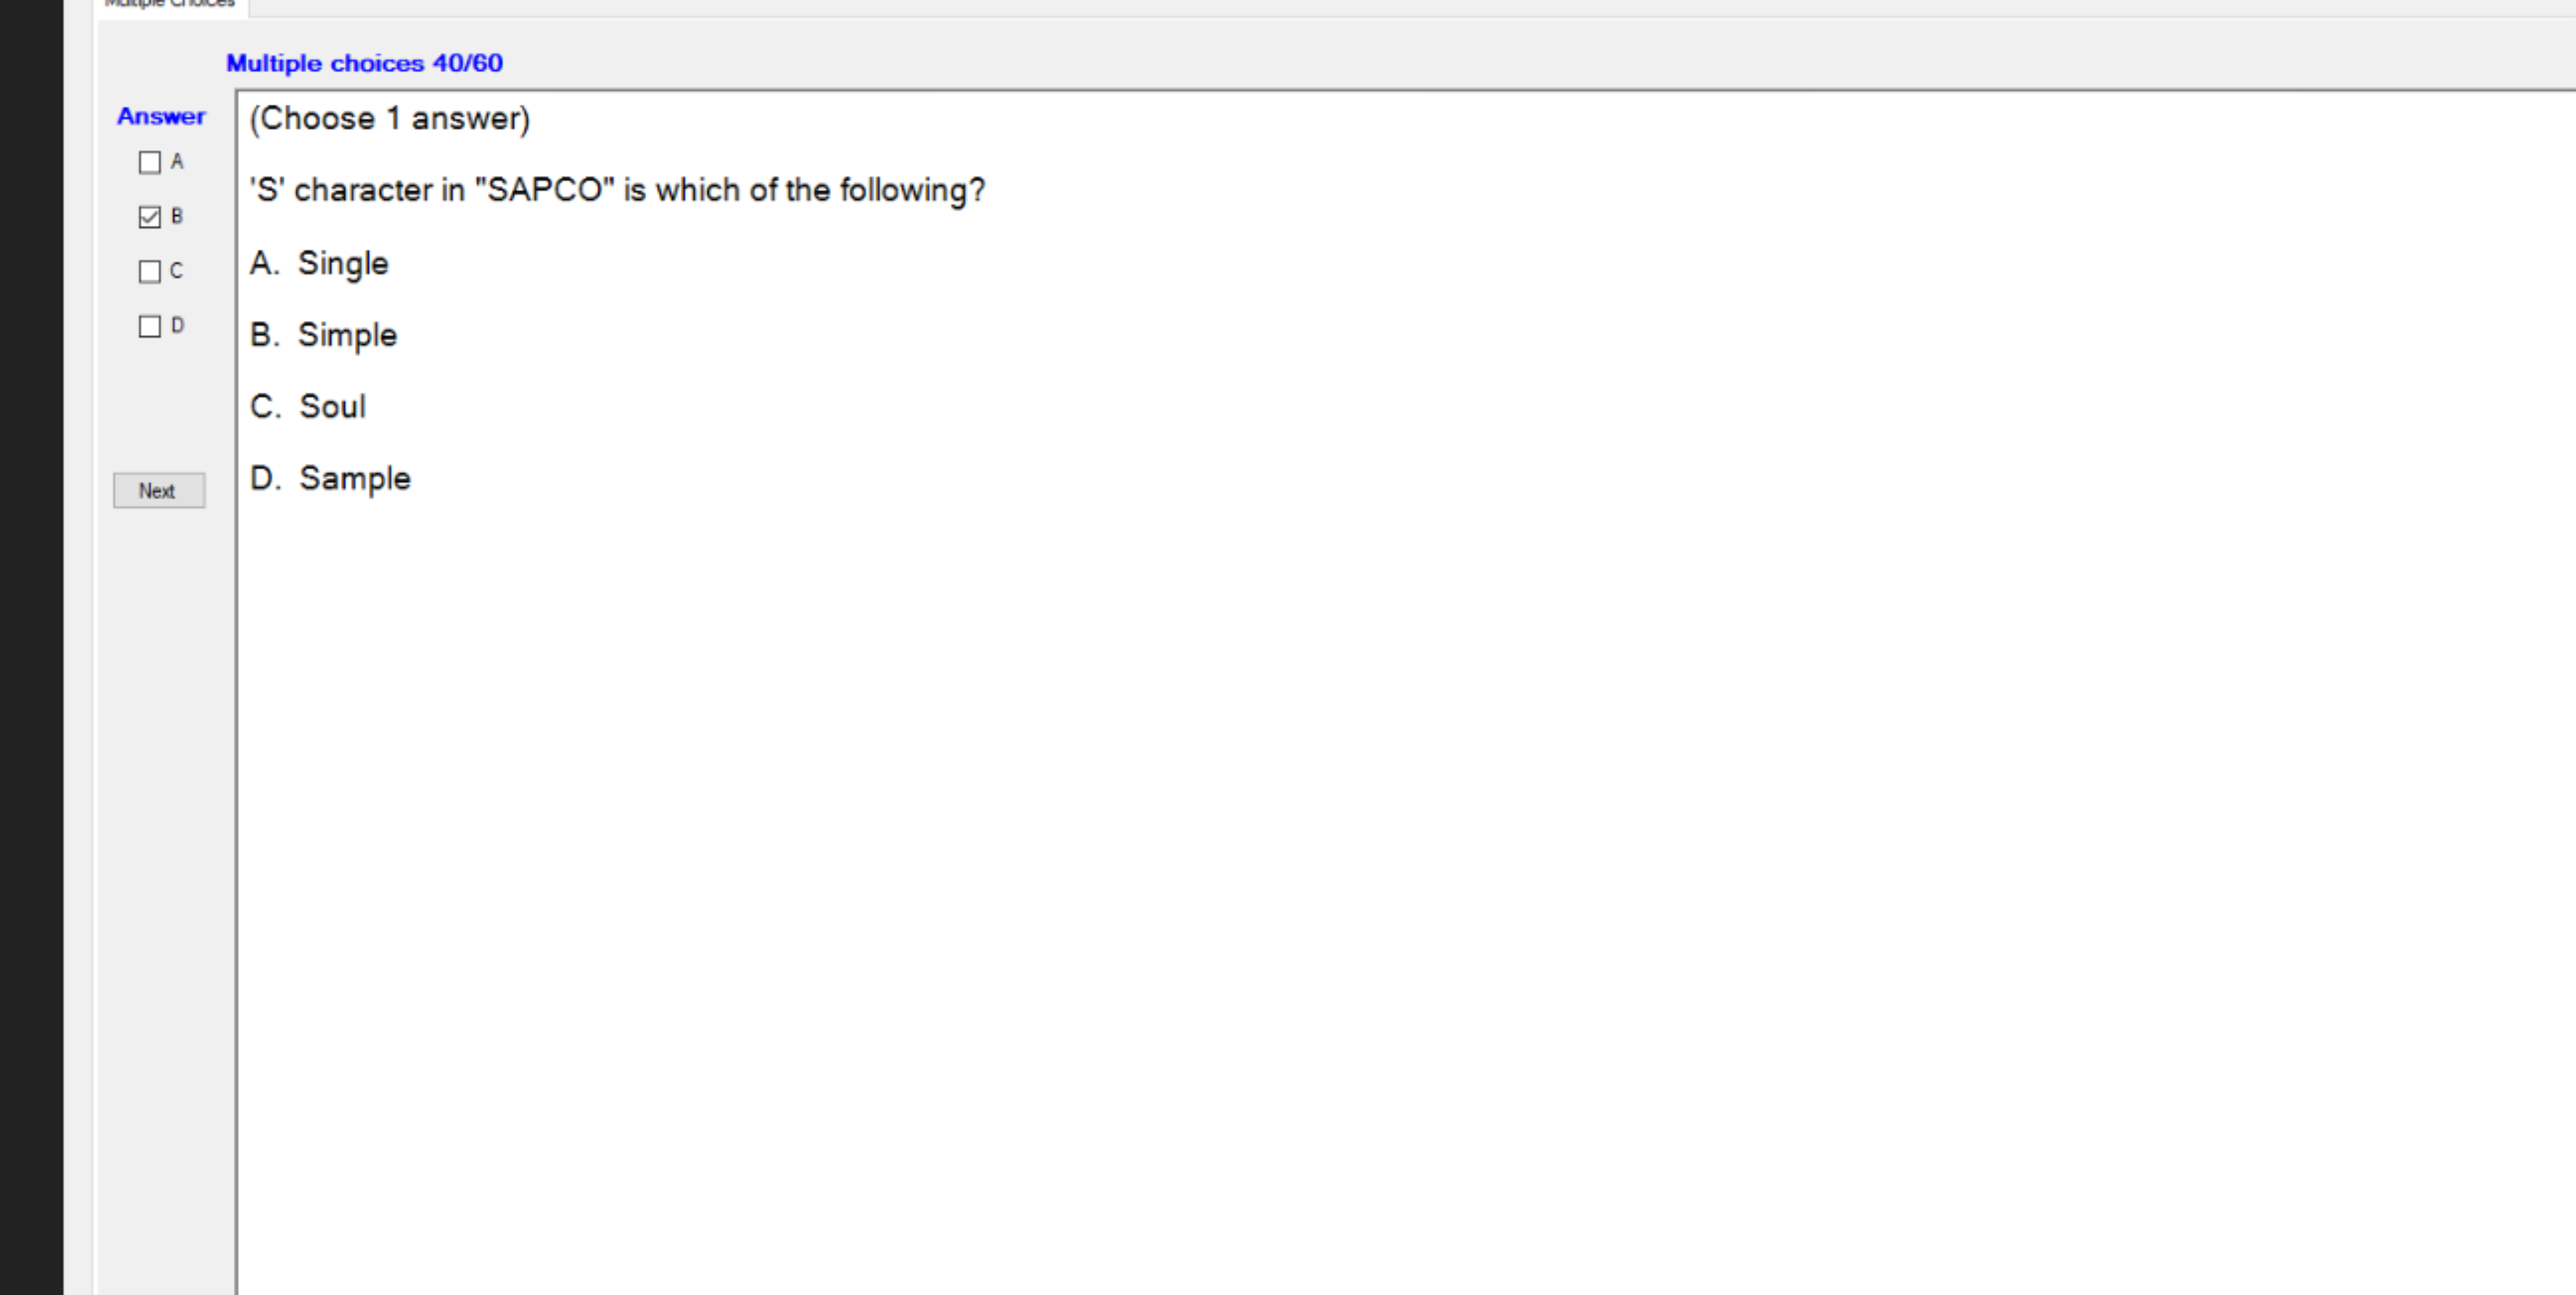 Multiple Choices
Multiple choices 40/60
Answer
(Choose 1 answer)
A
'S' character in "SAPCO" is which of the following?
B
A. Single
C
D
B. Simple
C. Soul
D. Sample
Next